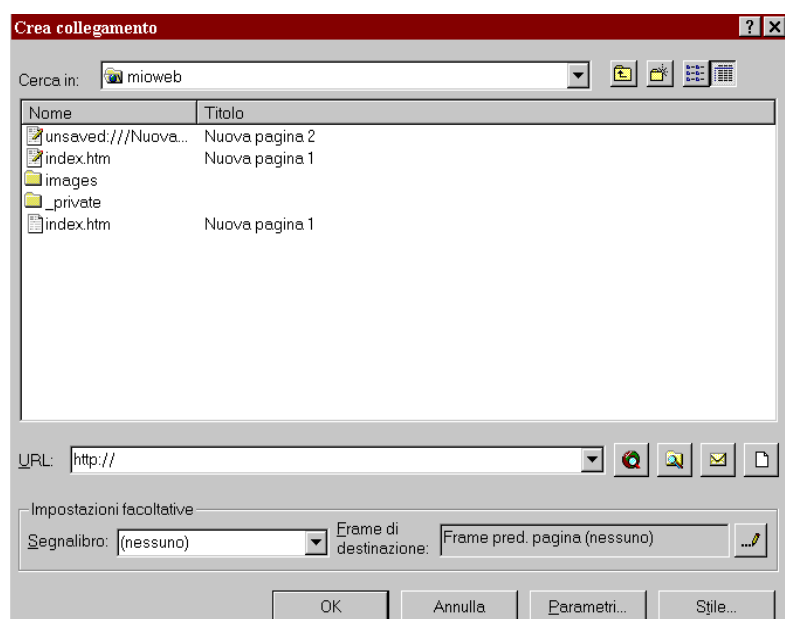 Crea collegamento
Cerca in: mioweb
Nome Titolo
unsaved:///Nuova... Nuova pagina 2
index.htm Nuova pagina 1
images
_private
index.htm Nuova pagina 1
URL: http://
Impostazioni facoltative
Segnalibro: (nessuno) Frame di destinazione: Frame pred. pagina (nessuno)
OK Annulla Parametri... Stile...